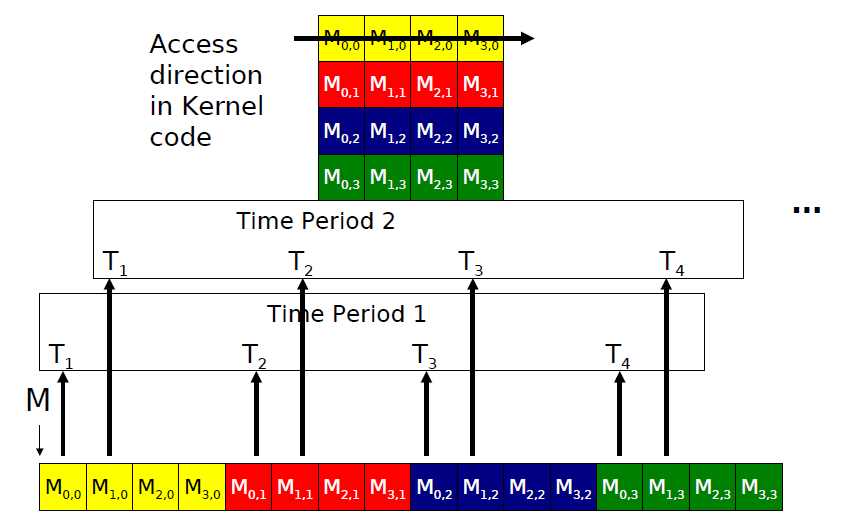 Access
direction
in Kernel
code
M0,0 M1,0 M2,0 M3,0
M0,1 M1,1 M2,1 M3,1
M0,2 M1,2 M2,2 M3,2
M0,3 M1,3 M2,3 M3,3
...
Time Period 2
T1 T2 T3 T4
Time Period 1
T1 T2 T3 T4
M
M0,0 M1,0 M2,0 M3,0 M0,1 M1,1 M2,1 M3,1 M0,2 M1,2 M2,2 M3,2 M0,3 M1,3 M2,3 M3,3